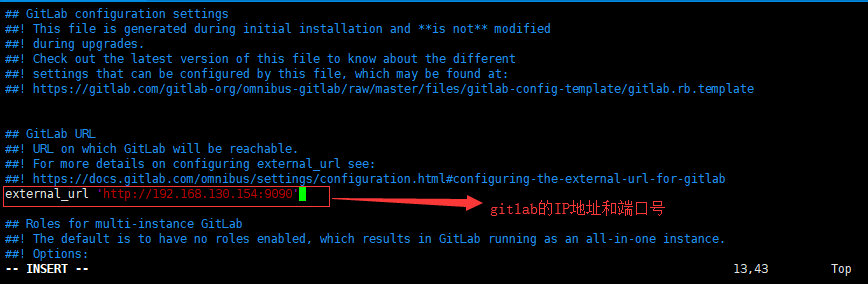 ## GitLab configuration settings
##! This file is generated during initial installation and **is not** modified
##! during upgrades.
##! Check out the latest version of this file to know about the different
##! settings that can be configured by this file, which may be found at:
##! https://gitlab.com/gitlab-org/omnibus-gitlab/raw/master/files/gitlab-config-template/gitlab.rb.template
## GitLab URL
##! URL on which GitLab will be reachable.
##! For more details on configuring external_url see:
##! https://docs.gitlab.com/omnibus/settings/configuration.html#configuring-the-external-url-for-gitlab
external_url 'http://192.168.130.154:9090'
gitlab的IP地址和端口号
## Roles for multi-instance GitLab
##! The default is to have no roles enabled, which results in GitLab running as an all-in-one instance.
##! Options:
-- INSERT -- 13,43 Top